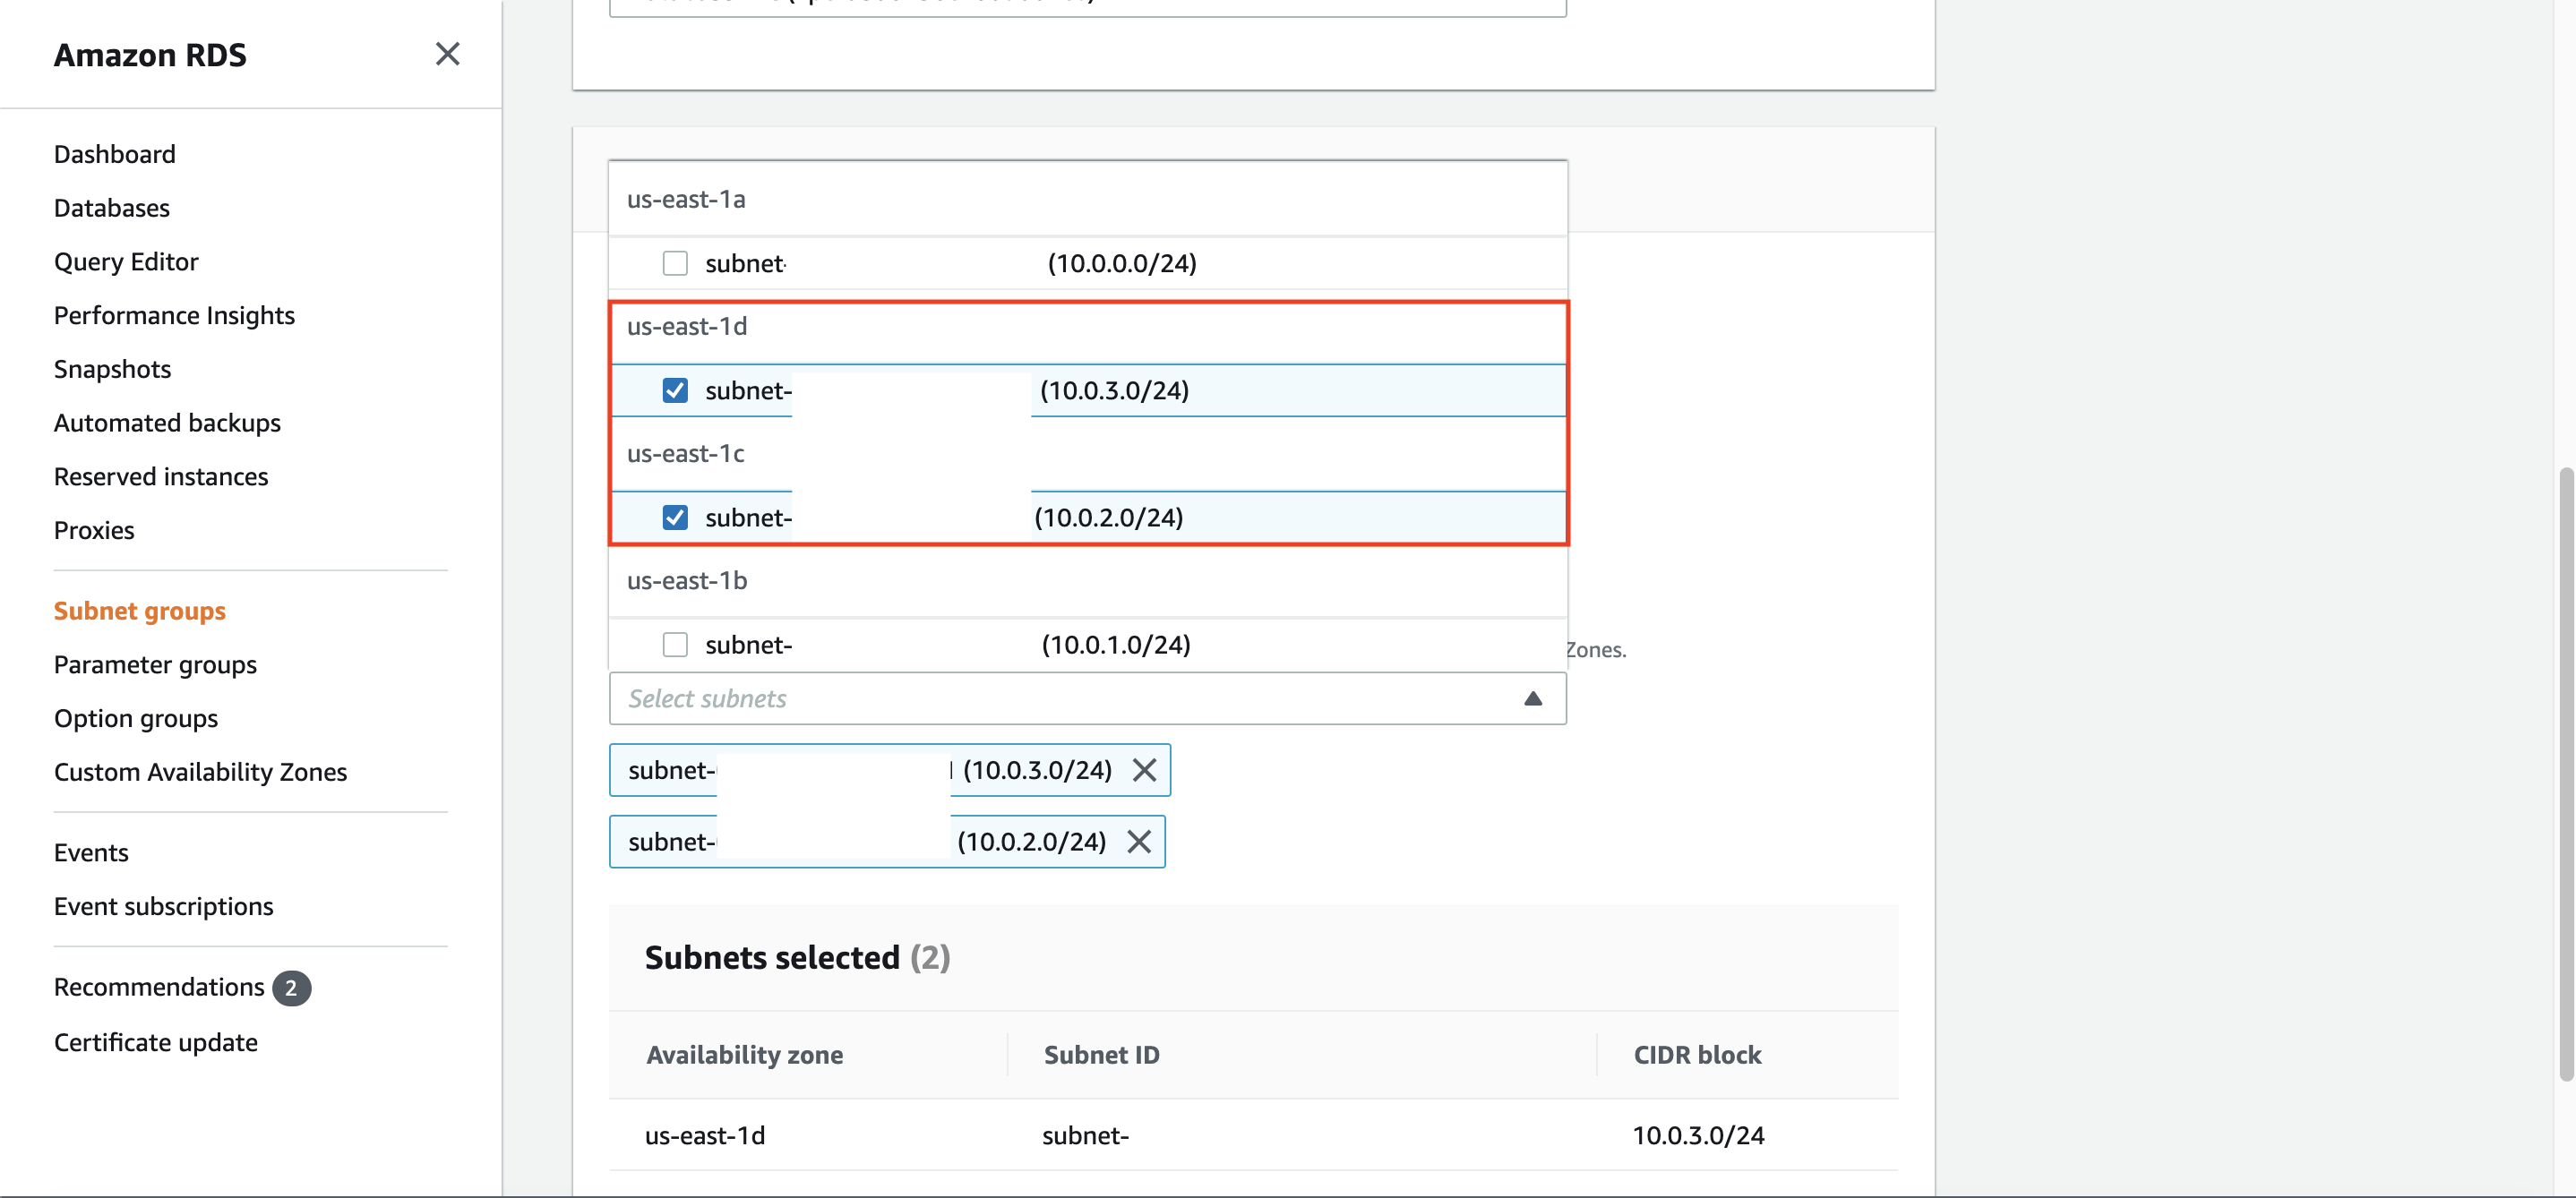 Amazon RDS
Dashboard
Databases
Query Editor
Performance Insights
Snapshots
Automated backups
Reserved instances
Proxies
Subnet groups
Parameter groups
Option groups
Custom Availability Zones
Events
Event subscriptions
Recommendations 2
Certificate update
us-east-1a
subnet- (10.0.0.0/24)
us-east-1d
subnet- (10.0.3.0/24)
us-east-1c
subnet- (10.0.2.0/24)
us-east-1b
subnet- (10.0.1.0/24)
Zones.
Select subnets
subnet- (10.0.3.0/24)
subnet- (10.0.2.0/24)
Subnets selected (2)
Availability zone Subnet ID CIDR block
us-east-1d subnet- 10.0.3.0/24